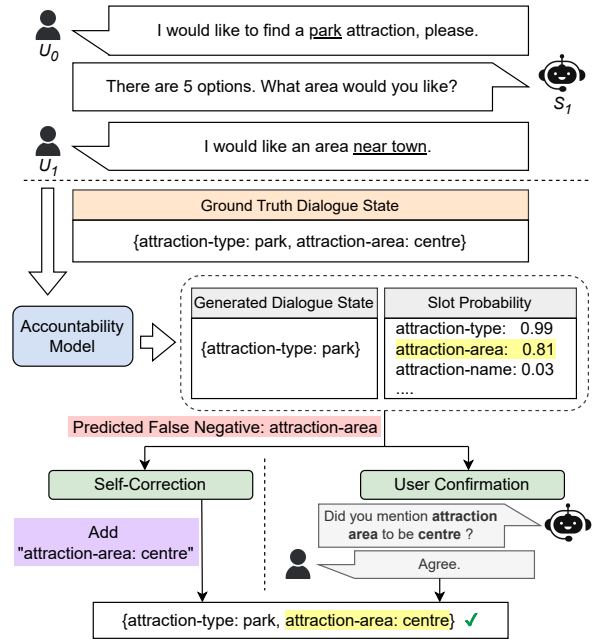 I would like to find a park attraction, please.
U0
There are 5 options. What area would you like?
S1
I would like an area near town.
U1
Ground Truth Dialogue State
{attraction-type: park, attraction-area: centre}
Accountability
Model
Generated Dialogue State
{attraction-type: park}
Slot Probability
attraction-type: 0.99
attraction-area: 0.81
attraction-name: 0.03
....
Predicted False Negative: attraction-area
Self-Correction
User Confirmation
Add
"attraction-area: centre"
Did you mention attraction
area to be centre ?
Agree.
{attraction-type: park, attraction-area: centre} ✓